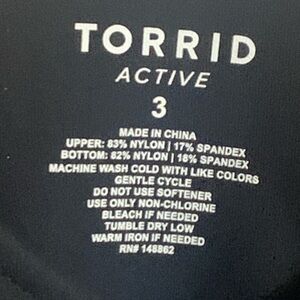 TORRID
ACTIVE
3
MADE IN CHINA
UPPER: 83% NYLON | 17% SPANDEX
BOTTOM: 82% NYLON | 18% SPANDEX
MACHINE WASH COLD WITH LIKE COLORS
GENTLE CYCLE
DO NOT USE SOFTENER
USE ONLY NON-CHLORINE
BLEACH IF NEEDED
TUMBLE DRY LOW
WARM IRON IF NEEDED
RN# 148862